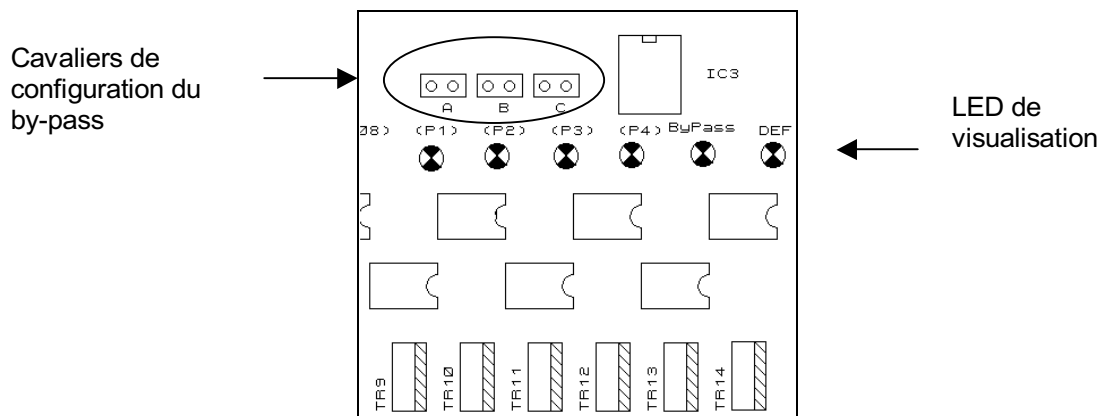 Cavaliers de
configuration du
by-pass
IC3
A B C
08) (P1) (P2) (P3) (P4) ByPass DEF
LED de
visualisation
TR9 TR10 TR11 TR12 TR13 TR14